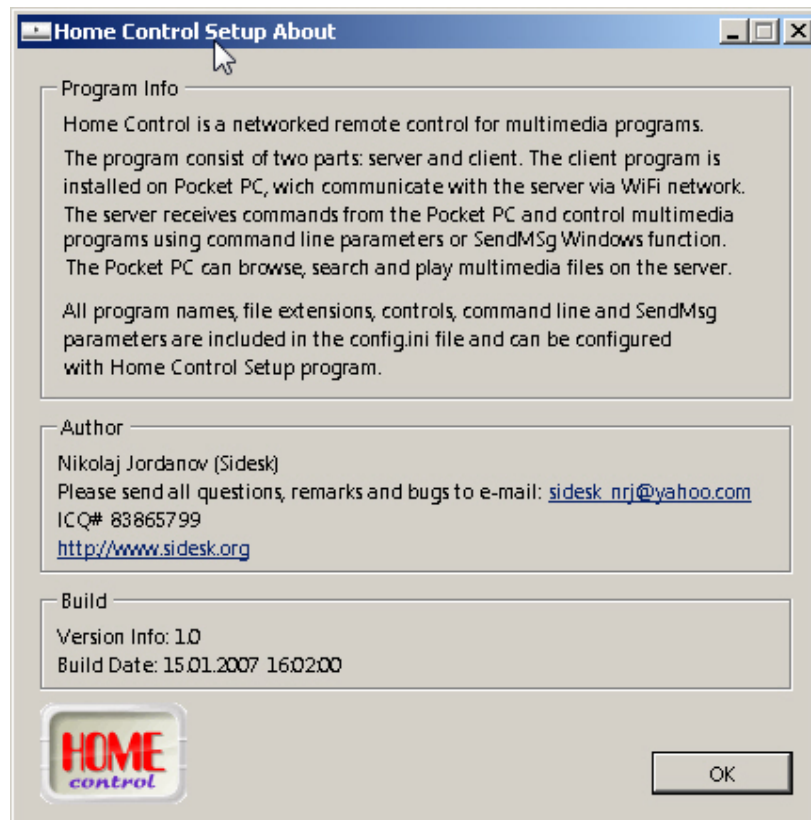 Home Control Setup About
Program Info
Home Control is a networked remote control for multimedia programs.
The program consist of two parts: server and client. The client program is
installed on Pocket PC, wich communicate with the server via WiFi network.
The server receives commands from the Pocket PC and control multimedia
programs using command line parameters or SendMSg Windows function.
The Pocket PC can browse, search and play multimedia files on the server.
All program names, file extensions, controls, command line and SendMsg
parameters are included in the config.ini file and can be configured
with Home Control Setup program.
Author
Nikolaj Jordanov (Sidesk)
Please send all questions, remarks and bugs to e-mail: sidesk_nrj@yahoo.com
ICQ# 83865799
http://www.sidesk.org
Build
Version Info: 1.0
Build Date: 15.01.2007 16:02:00
HOME
control
OK